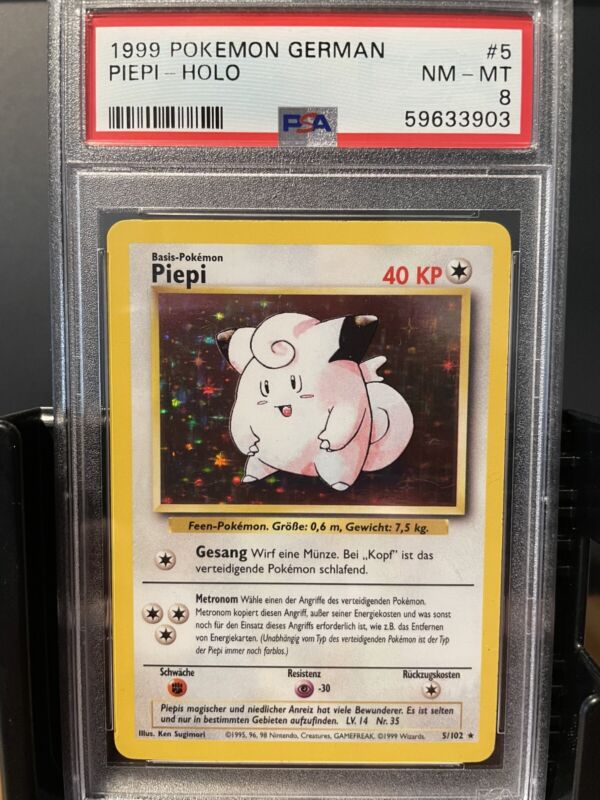 1999 POKEMON GERMAN #5
PIEPI - HOLO NM - MT
8
PSA 59633903
Basis-Pokémon
Piepi 40 KP
Feen-Pokémon. Größe: 0,6 m, Gewicht: 7,5 kg.
Gesang Wirf eine Münze. Bei „Kopf" ist das
verteidigende Pokémon schlafend.
Metronom Wähle einen der Angriffe des verteidigenden Pokémon.
Metronom kopiert diesen Angriff, außer seiner Energiekosten und was sonst
noch für den Einsatz dieses Angriffs erforderlich ist, wie z.B. das Entfernen
von Energiekarten. (Unabhängig vom Typ des verteidigenden Pokémon ist der Typ
der Piepi immer noch farblos.)
Schwäche Resistenz Rückzugskosten
-30
Piepis magischer und niedlicher Anreiz hat viele Bewunderer. Es ist selten
und nur in bestimmten Gebieten aufzufinden. LV. 14 Nr. 35
Illus. Ken Sugimori ©1995, 96, 98 Nintendo, Creatures, GAMEFREAK. ©1999 Wizards. 5/102 ★